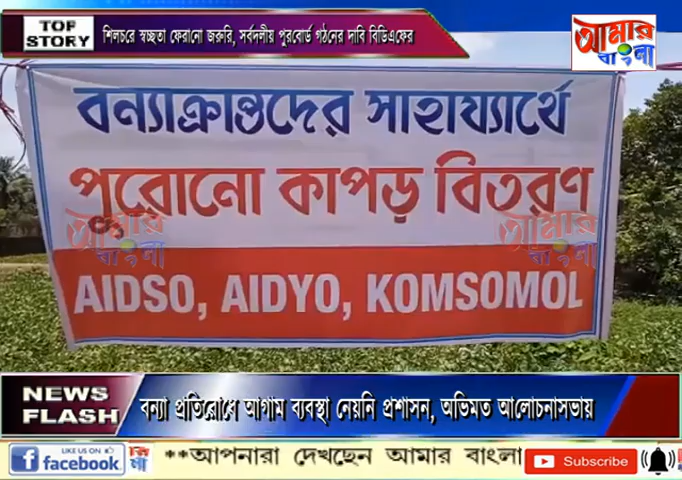 TOP STORY
শিলচরে স্বচ্ছতা ফেরানো জরুরি, সর্বদলীয় পুরবোর্ড গঠনের দাবি বিডিএফের
আমার বাংলা
বন্যাক্রান্তদের সাহায্যার্থে
পুরোনো কাপড় বিতরণ
আমার বাংলা
আমার বাংলা
AIDSO, AIDYO, KOMSOMOL
NEWS FLASH
বন্যা প্রতিরোধে আগাম ব্যবস্থা নেয়নি প্রশাসন, অভিমত আলোচনাসভায়
LIKE US ON
facebook
**আপনারা দেখছেন আমার বাংলা
Subscribe